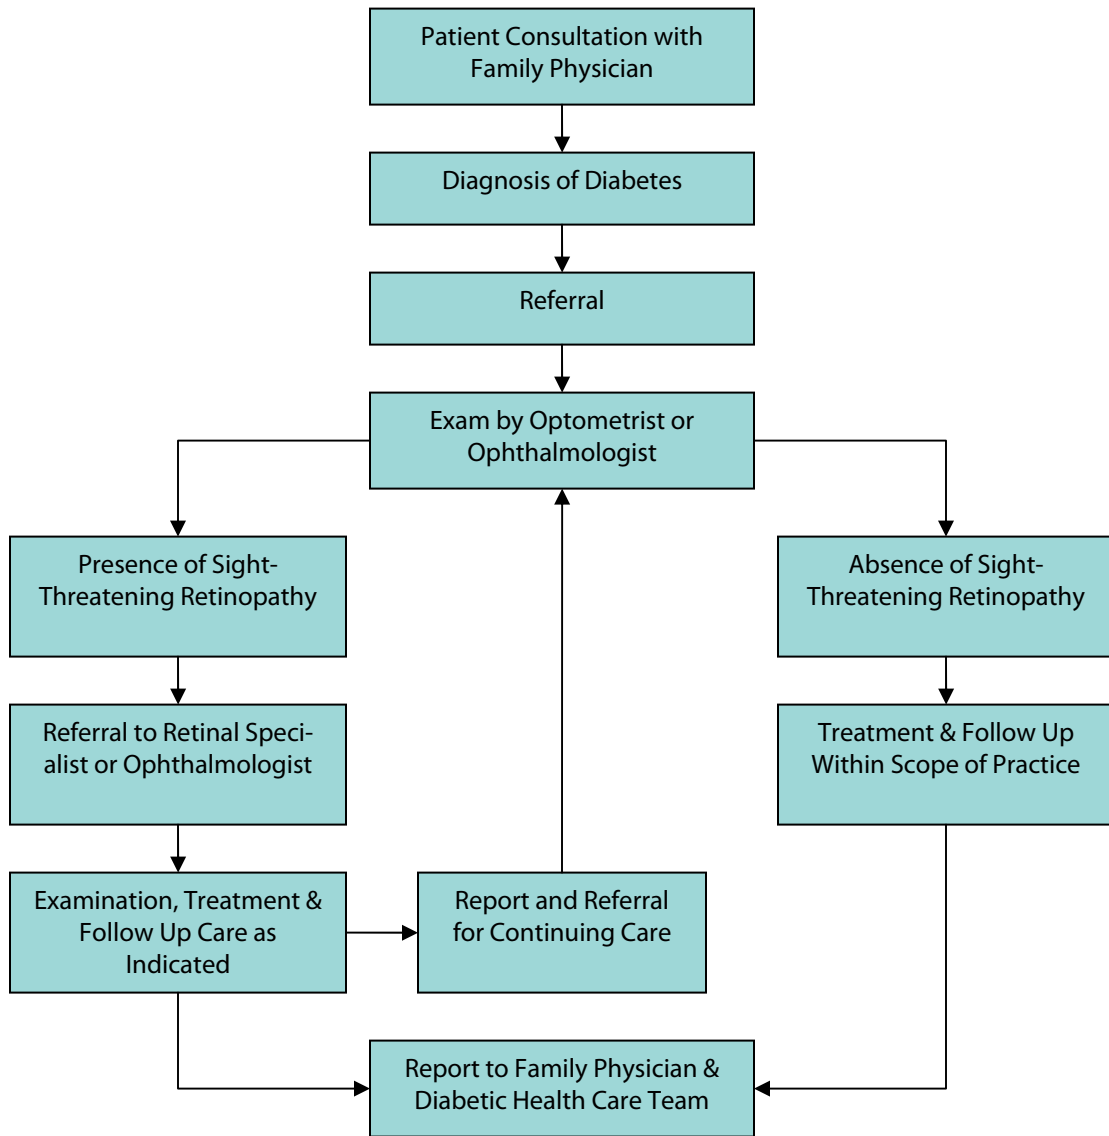 Patient Consultation with
Family Physician
Diagnosis of Diabetes
Referral
Exam by Optometrist or
Ophthalmologist
Presence of Sight-
Threatening Retinopathy
Absence of Sight-
Threatening Retinopathy
Referral to Retinal Speci-
alist or Ophthalmologist
Treatment & Follow Up
Within Scope of Practice
Examination, Treatment &
Follow Up Care as
Indicated
Report and Referral
for Continuing Care
Report to Family Physician &
Diabetic Health Care Team